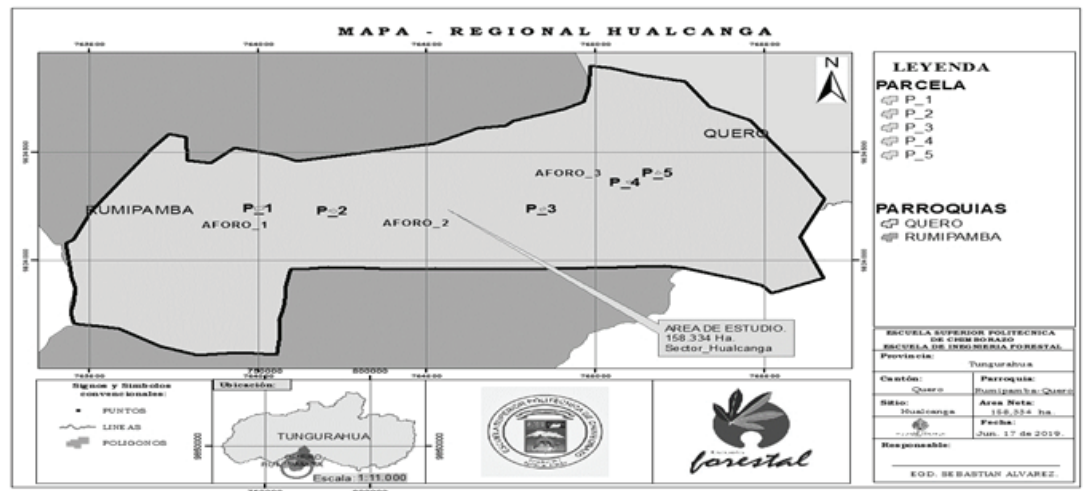 MAPA - REGIONAL HUALCANGA
N
QUERO
AFORO_3
P_5
P_4
RUMIPAMBA
P_1
P_2
P_3
AFORO_1
AFORO_2
AREA DE ESTUDIO.
158,334 Ha.
Sector_Hualcanga
LEYENDA
PARCELA
P_1
P_2
P_3
P_4
P_5
PARROQUIAS
QUERO
RUMIPAMBA
Signos y Simbolos
convencionales:
PUNTOS
LINEAS
POLIGONOS
Ubicación:
TUNGURAHUA
Escala: 1:11.000
forestal
ESCUELA SUPERIOR POLITECNICA
DE CHIMBORAZO
ESCUELA DE INEGNIERIA FORESTAL
Provincia:
Tungurahua
Cantón:
Quero
Parroquia:
Rumipamba-Quero
Sitio:
Hualcanga
Area Neta:
158,334 ha.
Fecha:
Jun. 17 de 2019.
Responsable:
EGD. SEBASTIAN ALVAREZ.